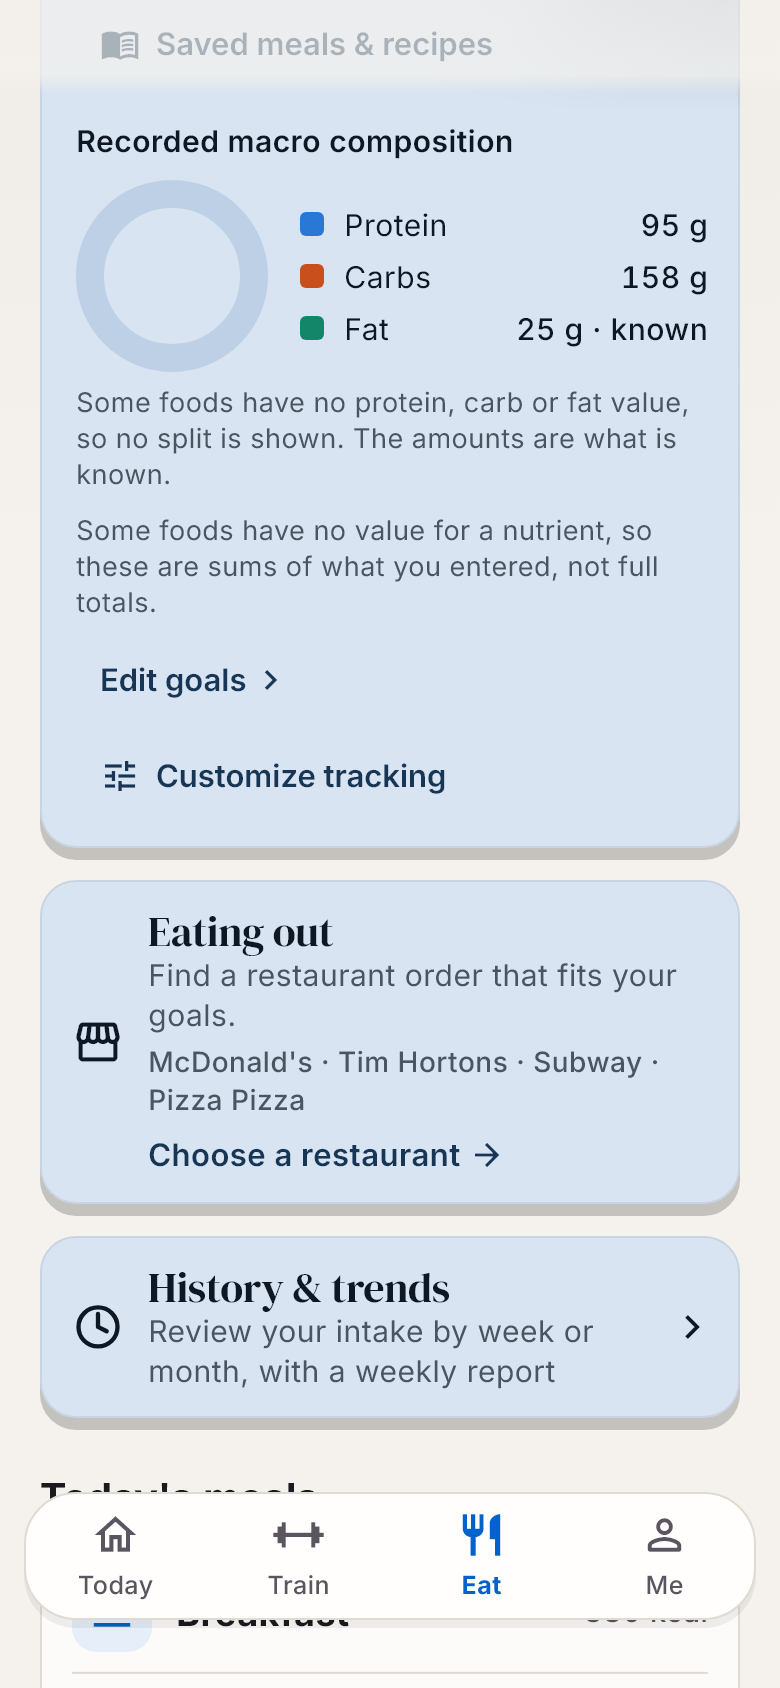 Saved meals & recipes
Recorded macro composition
Protein 95 g
Carbs 158 g
Fat 25 g · known
Some foods have no protein, carb or fat value,
so no split is shown. The amounts are what is
known.
Some foods have no value for a nutrient, so
these are sums of what you entered, not full
totals.
Edit goals
Customize tracking
Eating out
Find a restaurant order that fits your
goals.
McDonald's · Tim Hortons · Subway ·
Pizza Pizza
Choose a restaurant
History & trends
Review your intake by week or
month, with a weekly report
Today's meals
Today Train Eat Me
Breakfast kcal